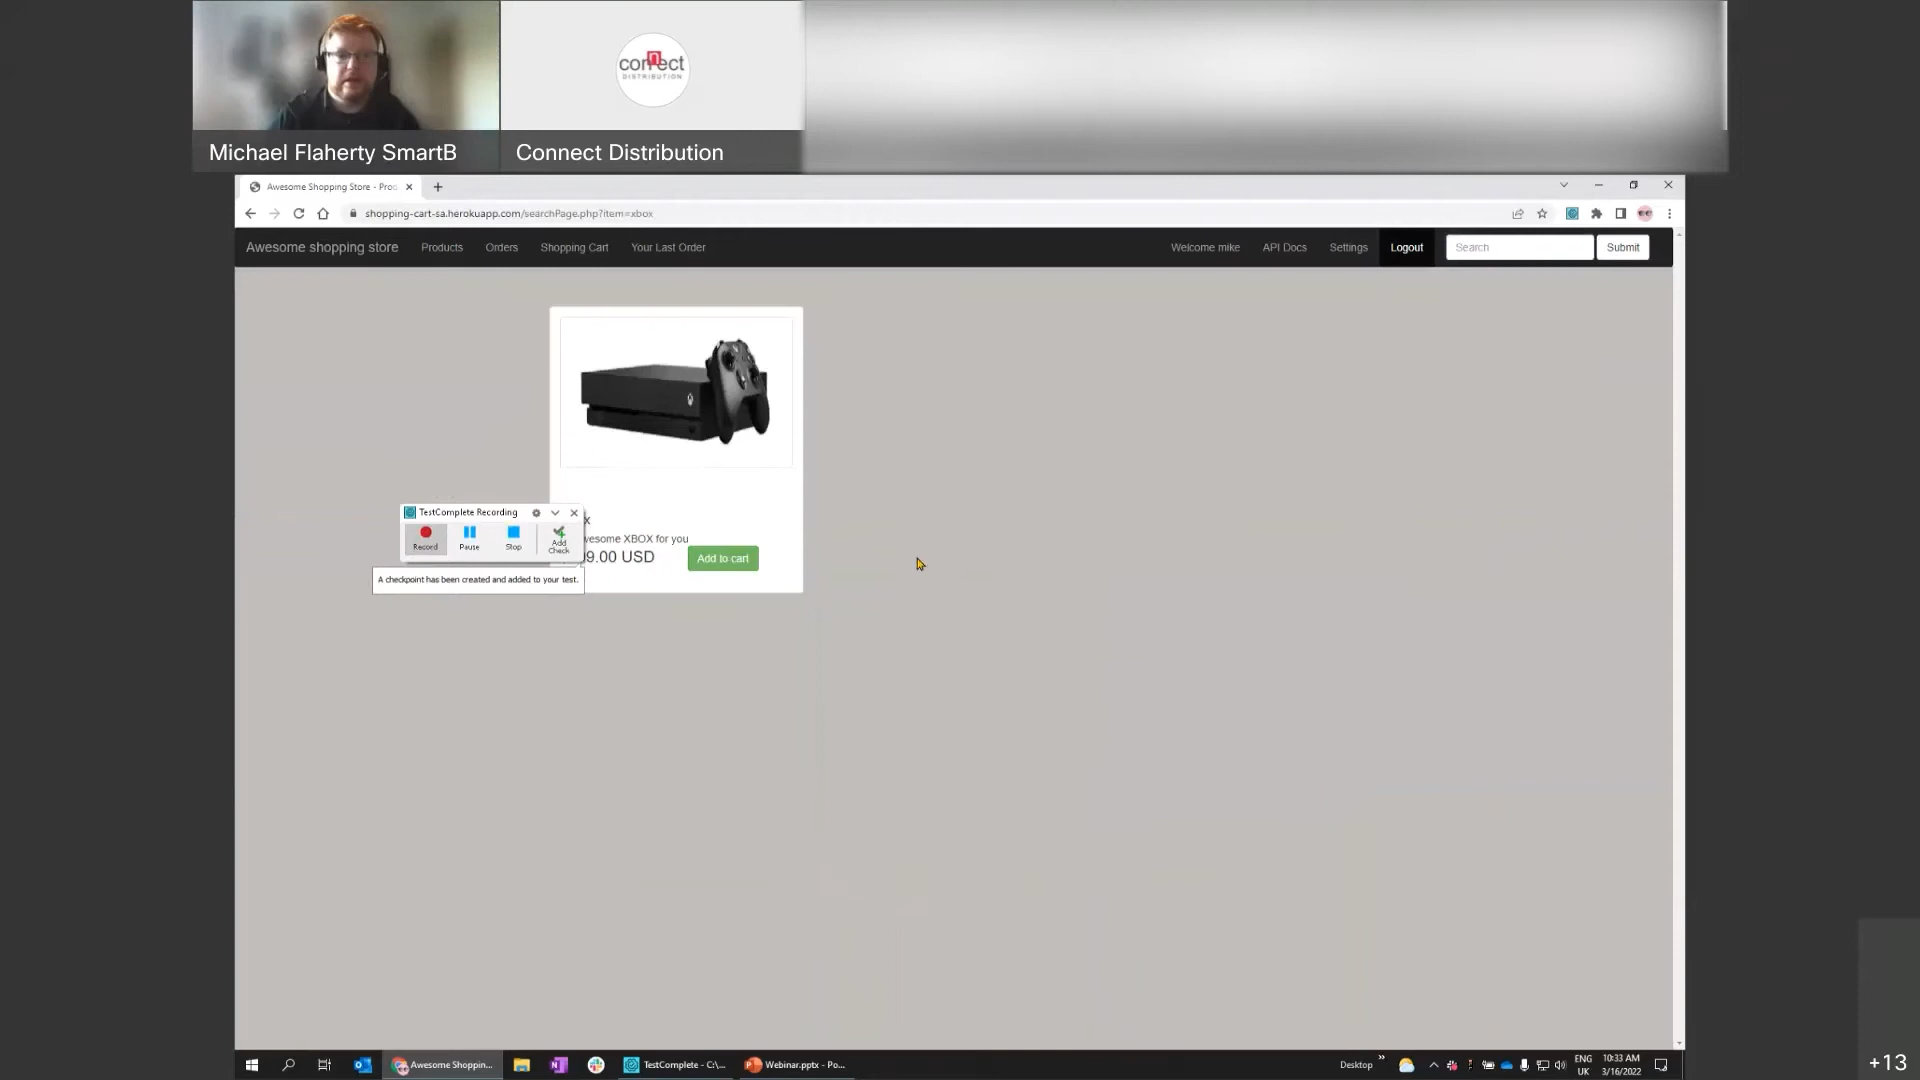 connect
DISTRIBUTION
Michael Flaherty SmartB
Connect Distribution
Awesome Shopping Store - Proc
shopping-cart-sa.herokuapp.com/searchPage.php?item=xbox
Awesome shopping store
Products
Orders
Shopping Cart
Your Last Order
Welcome mike
API Docs
Settings
Logout
Search
Submit
TestComplete Recording
Record
Pause
Stop
Add
Check
x
wesome XBOX for you
99.00 USD
Add to cart
A checkpoint has been created and added to your test.
Awesome Shoppin...
TestComplete - C:\...
Webinar.pptx - Po...
Desktop
ENG
UK
10:33 AM
3/16/2022
+13